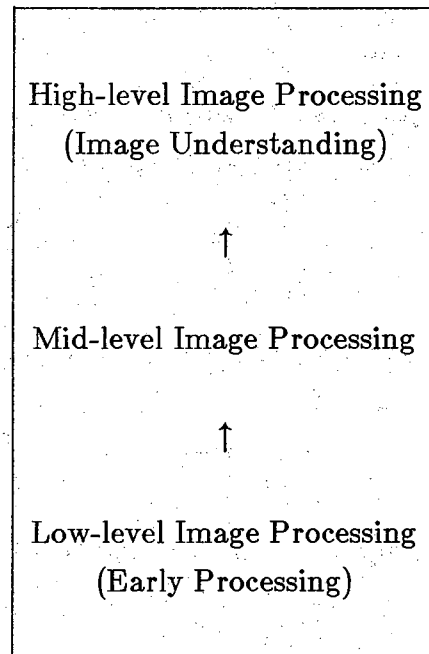 High-level Image Processing
(Image Understanding)
↑
Mid-level Image Processing
↑
Low-level Image Processing
(Early Processing)